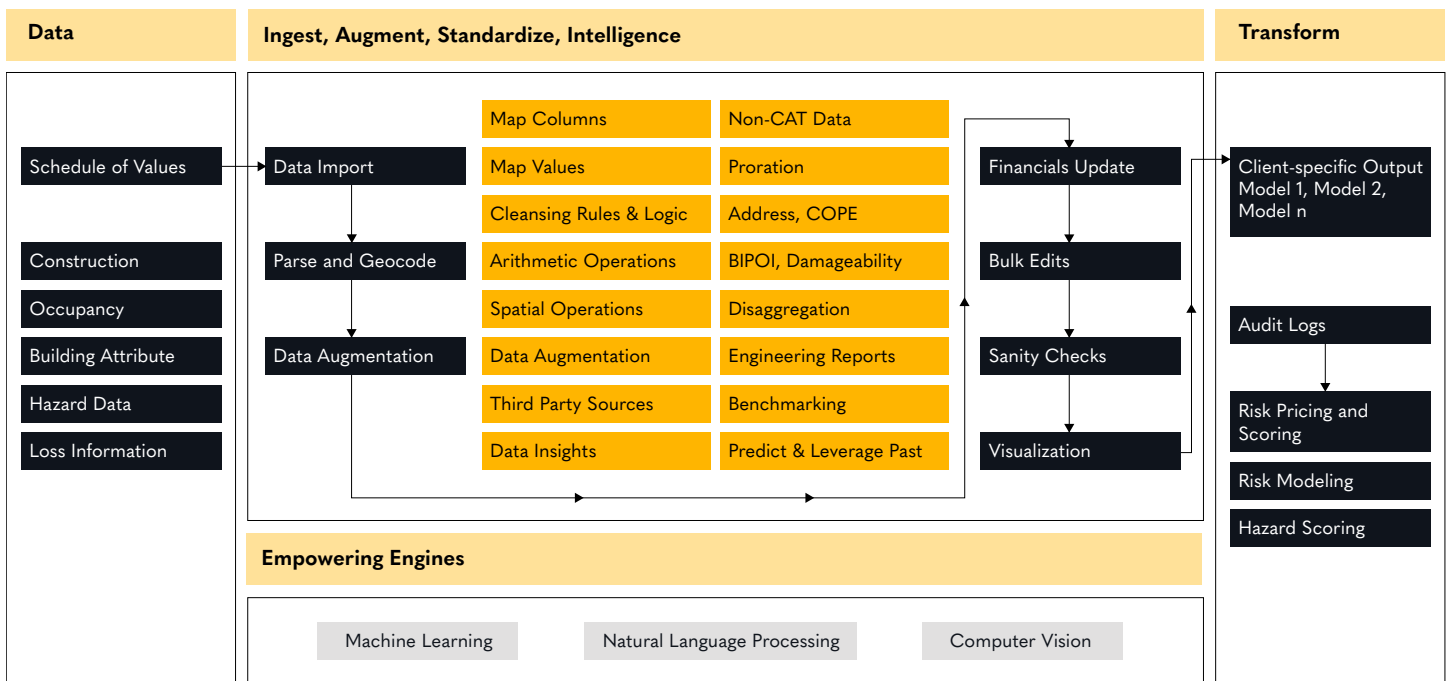 Data
Ingest, Augment, Standardize, Intelligence
Transform
Schedule of Values
Construction
Occupancy
Building Attribute
Hazard Data
Loss Information
Data Import
Parse and Geocode
Data Augmentation
Map Columns
Map Values
Cleansing Rules & Logic
Arithmetic Operations
Spatial Operations
Data Augmentation
Third Party Sources
Data Insights
Non-CAT Data
Proration
Address, COPE
BIPOI, Damageability
Disaggregation
Engineering Reports
Benchmarking
Predict & Leverage Past
Financials Update
Bulk Edits
Sanity Checks
Visualization
Client-specific Output
Model 1, Model 2,
Model n
Audit Logs
Risk Pricing and
Scoring
Risk Modeling
Hazard Scoring
Empowering Engines
Machine Learning
Natural Language Processing
Computer Vision